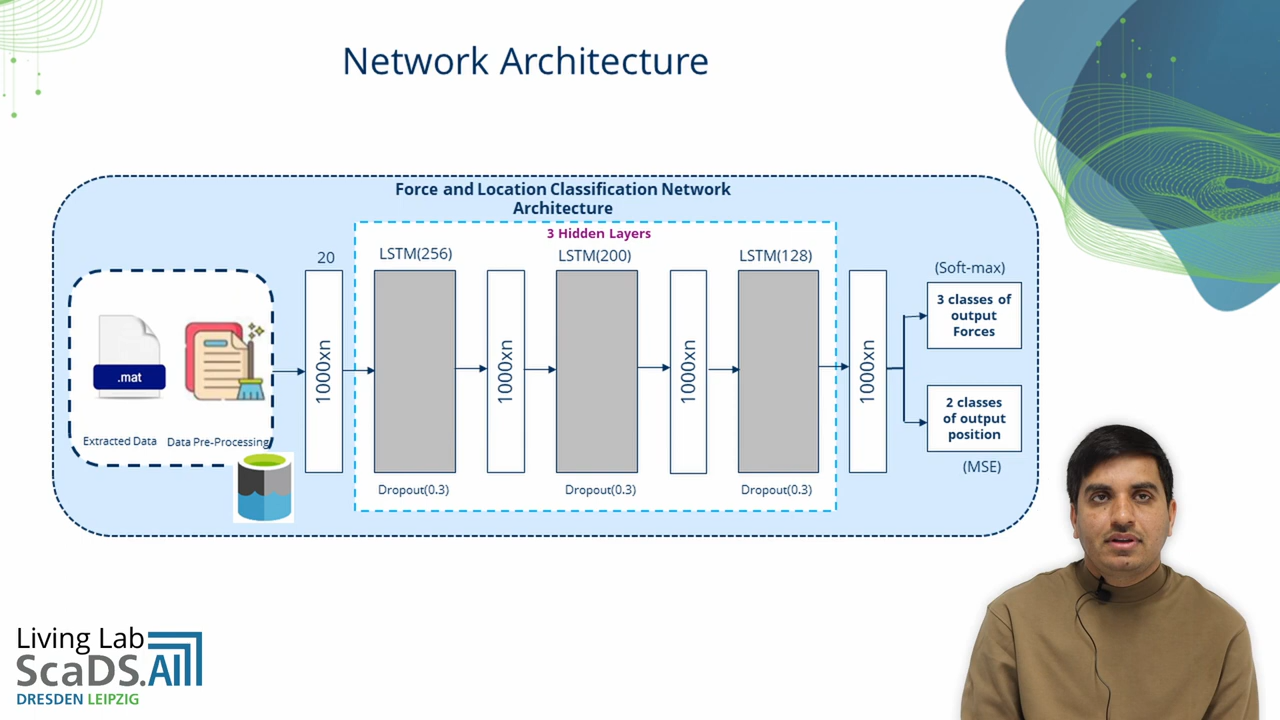 Network Architecture
Force and Location Classification Network
Architecture
3 Hidden Layers
20
LSTM(256)
LSTM(200)
LSTM(128)
(Soft-max)
1000xn
1000xn
1000xn
1000xn
3 classes of
output
Forces
.mat
Extracted Data
Data Pre-Processing
2 classes
of output
position
(MSE)
Dropout(0.3)
Dropout(0.3)
Dropout(0.3)
Living Lab
ScaDS.AI
DRESDEN LEIPZIG